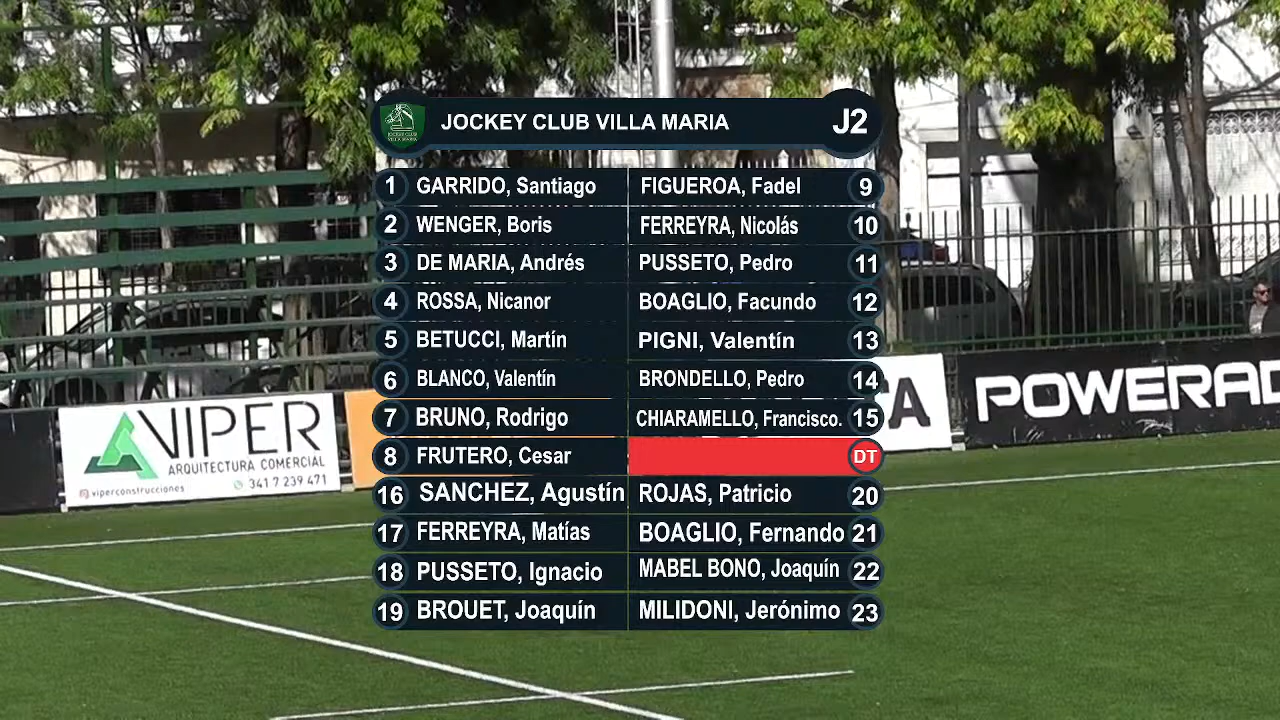 JOCKEY CLUB VILLA MARIA
J2
JOCKEY CLUB
VILLA MARIA
1 GARRIDO, Santiago FIGUEROA, Fadel 9
2 WENGER, Boris FERREYRA, Nicolás 10
3 DE MARIA, Andrés PUSSETO, Pedro 11
4 ROSSA, Nicanor BOAGLIO, Facundo 12
5 BETUCCI, Martín PIGNI, Valentín 13
6 BLANCO, Valentín BRONDELLO, Pedro 14
7 BRUNO, Rodrigo CHIARAMELLO, Francisco. 15
8 FRUTERO, Cesar DT
16 SANCHEZ, Agustín ROJAS, Patricio 20
17 FERREYRA, Matías BOAGLIO, Fernando 21
18 PUSSETO, Ignacio MABEL BONO, Joaquín 22
19 BROUET, Joaquín MILIDONI, Jerónimo 23
VIPER
ARQUITECTURA COMERCIAL
viperconstrucciones 341 7 239 471
POWERAD